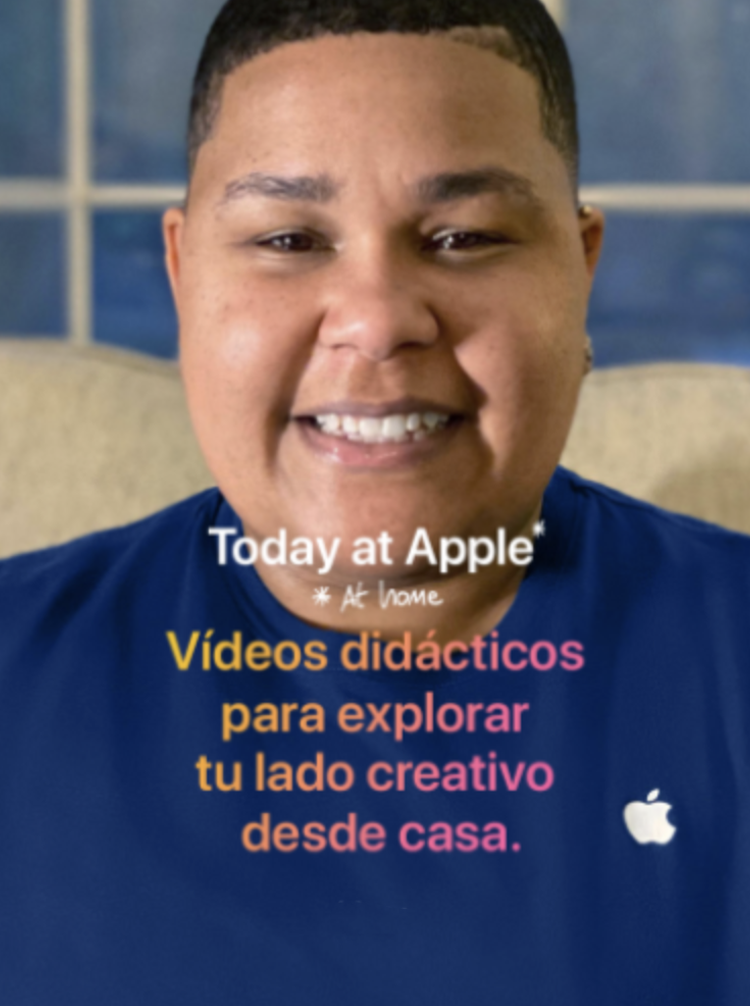 Today at Apple*
* At home
Vídeos didácticos
para explorar
tu lado creativo
desde casa.